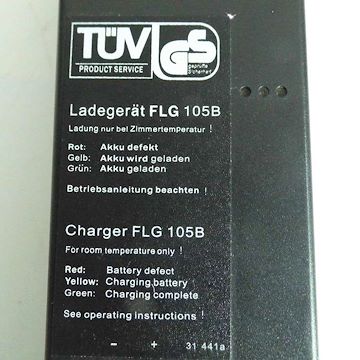 TÜV
PRODUCT SERVICE
GS
geprüfte
Sicherheit
Ladegerät FLG 105B
Ladung nur bei Zimmertemperatur !
Rot: Akku defekt
Gelb: Akku wird geladen
Grün: Akku geladen
Betriebsanleitung beachten !
Charger FLG 105B
For room temperature only !
Red: Battery defect
Yellow: Charging battery
Green: Charging complete
See operating instructions !
- + 31 441a